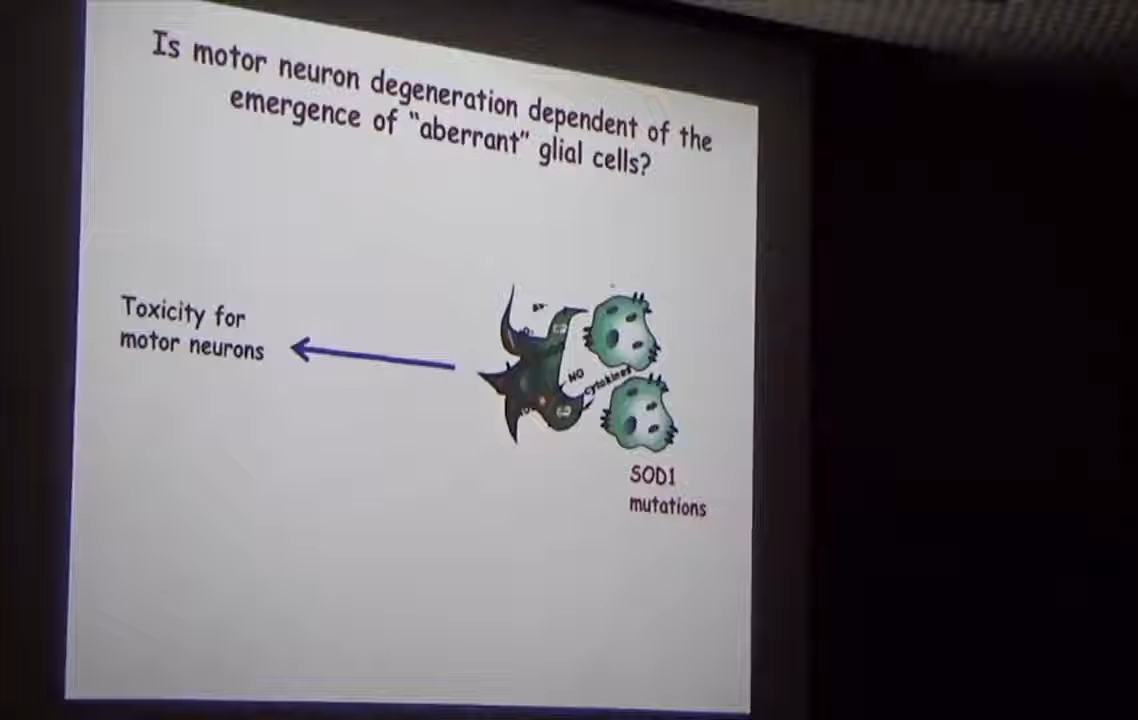 Is motor neuron degeneration dependent of the
emergence of "aberrant" glial cells?
Toxicity for
motor neurons
NO
cytokines
SOD1
mutations